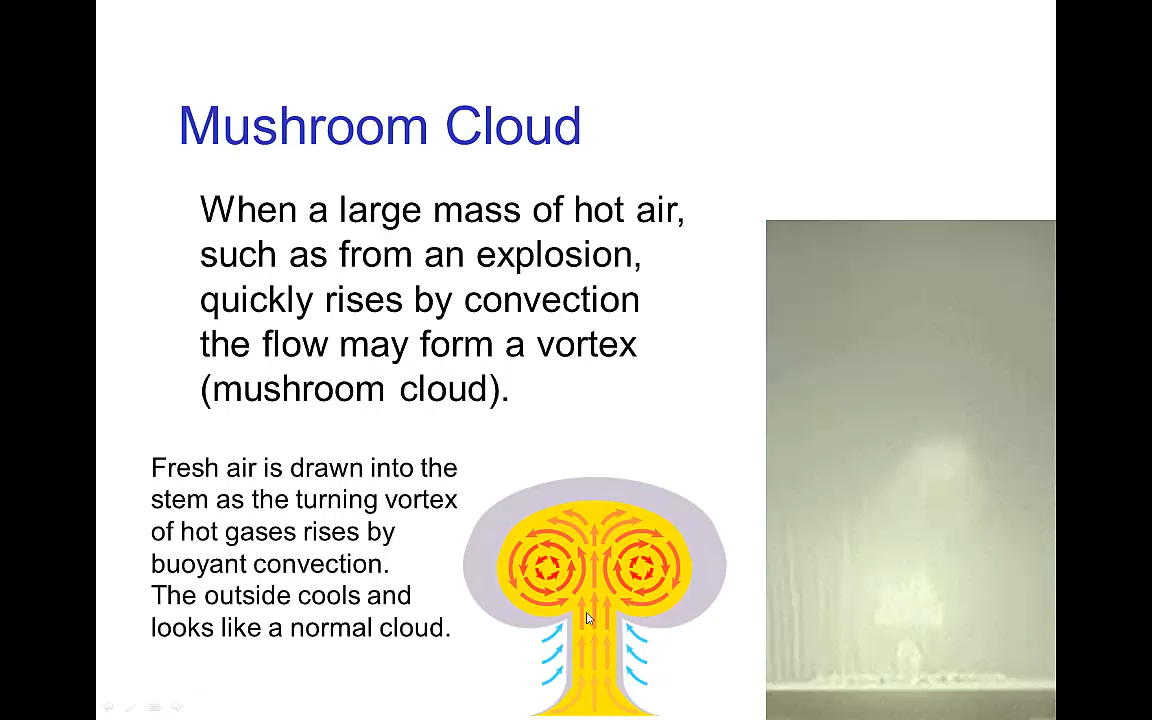 Mushroom Cloud
When a large mass of hot air,
such as from an explosion,
quickly rises by convection
the flow may form a vortex
(mushroom cloud).
Fresh air is drawn into the
stem as the turning vortex
of hot gases rises by
buoyant convection.
The outside cools and
looks like a normal cloud.